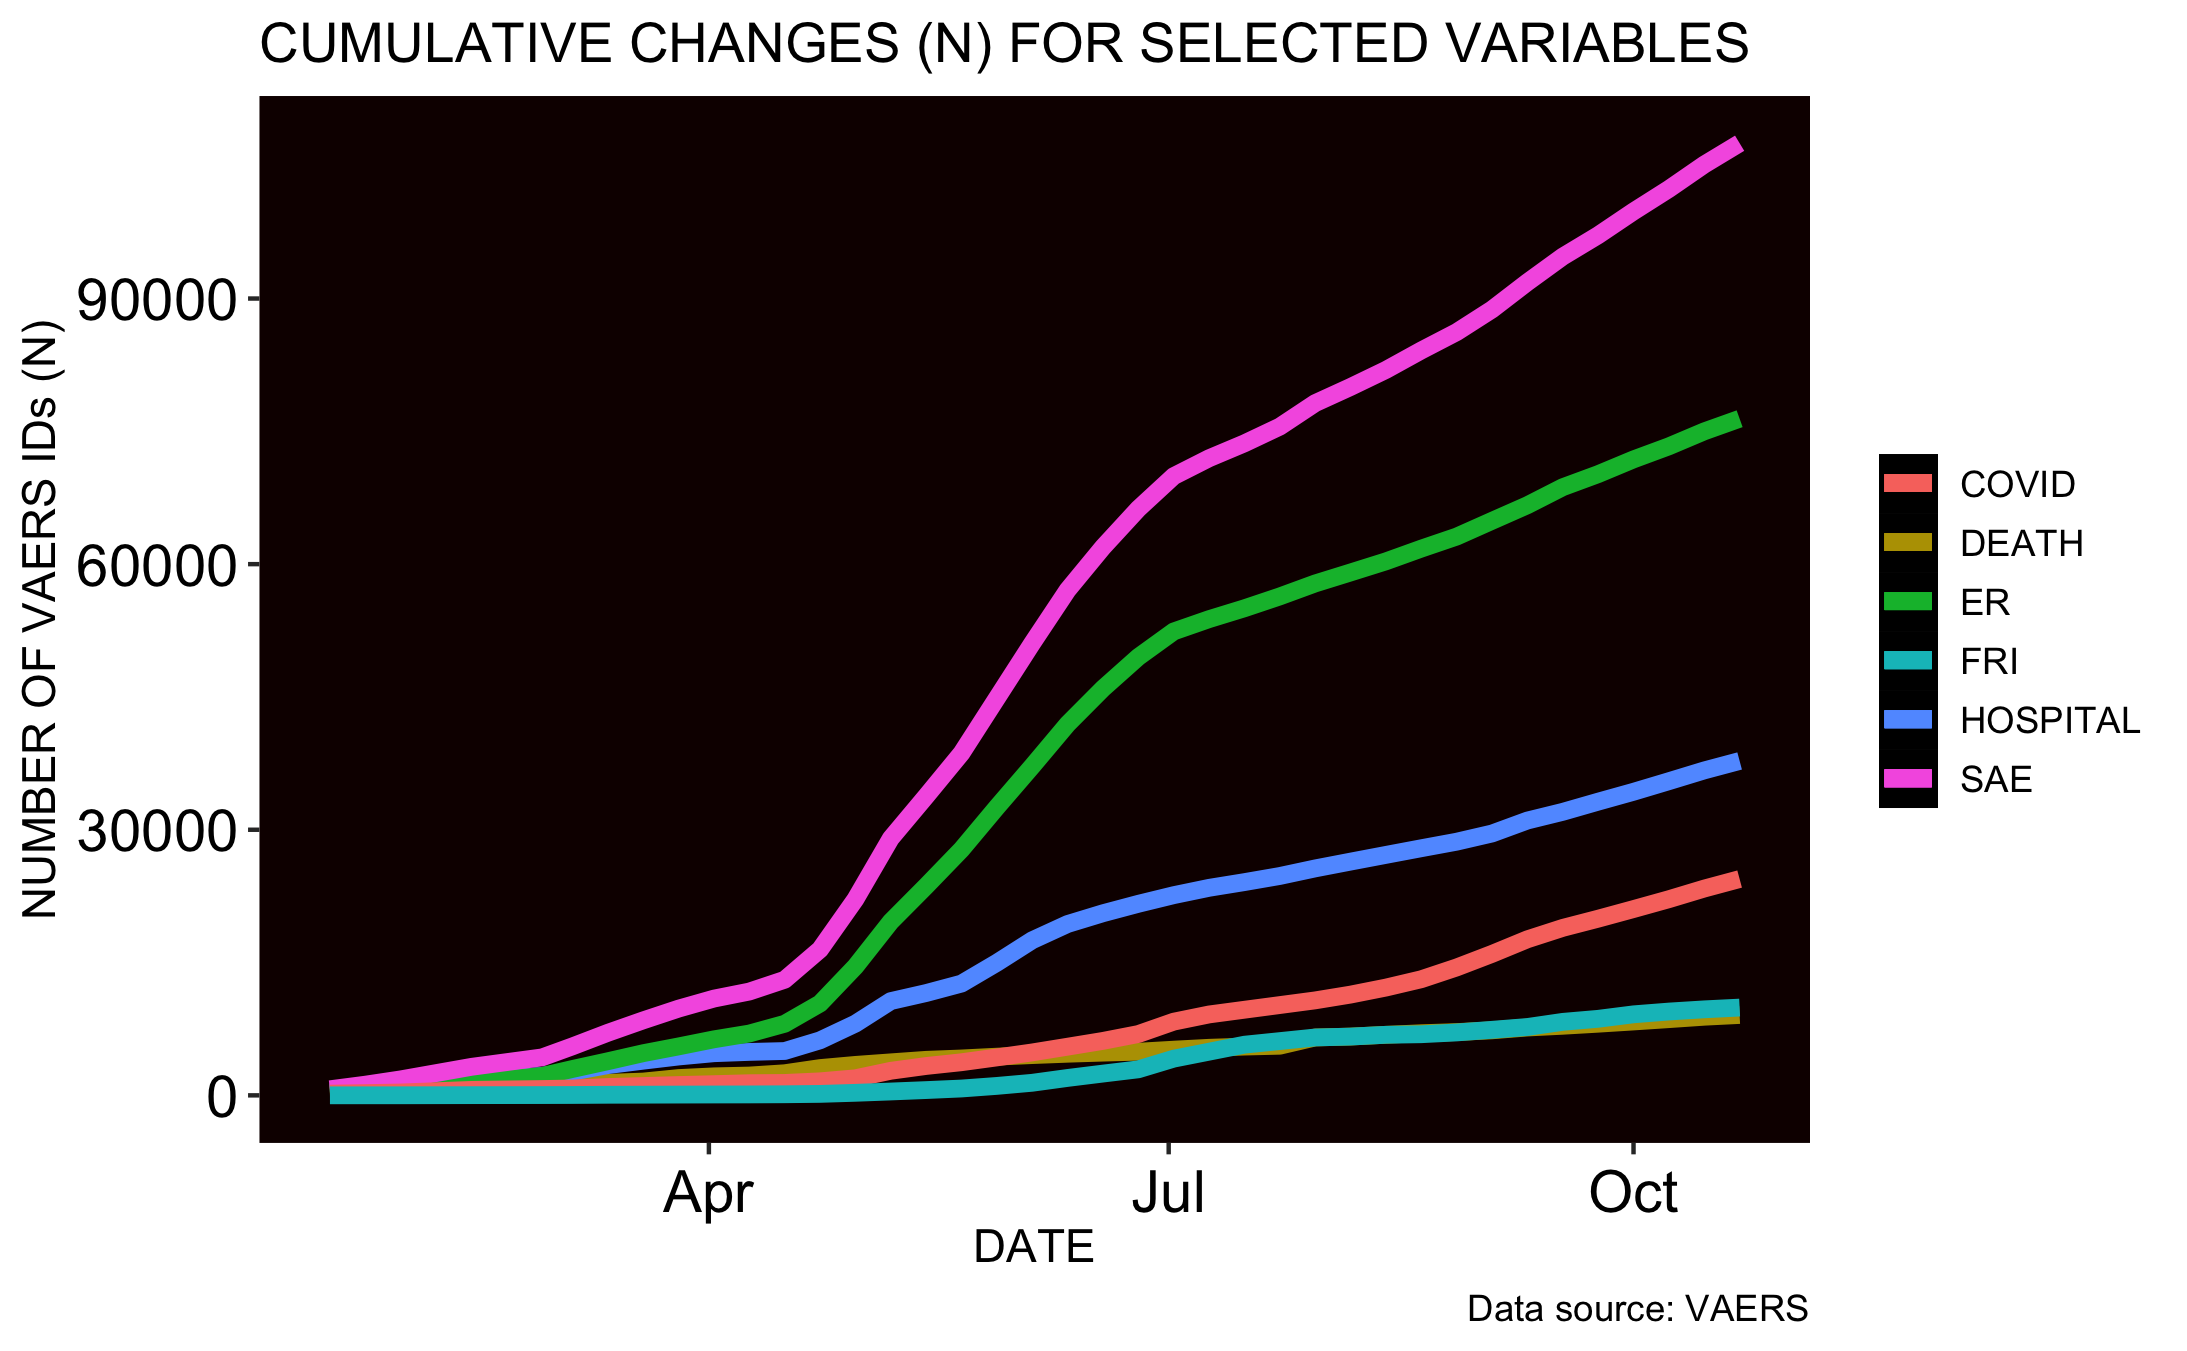 CUMULATIVE CHANGES (N) FOR SELECTED VARIABLES
NUMBER OF VAERS IDs (N)
90000
60000
30000
0
Apr
Jul
Oct
DATE
COVID
DEATH
ER
FRI
HOSPITAL
SAE
Data source: VAERS